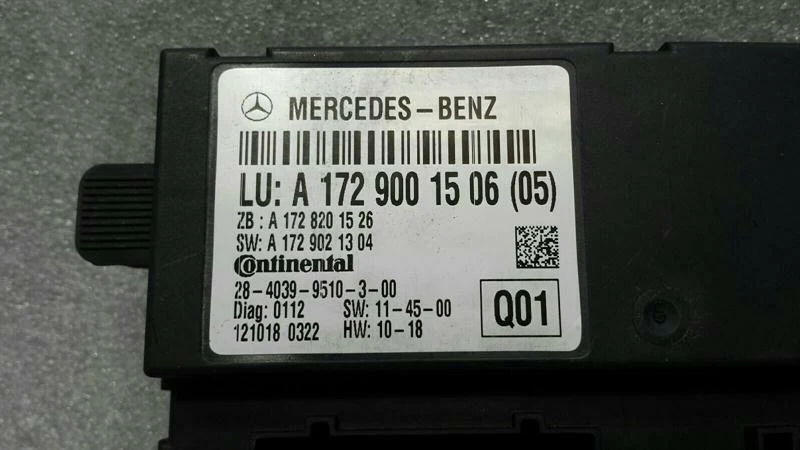 MERCEDES-BENZ
LU: A 172 900 15 06 (05)
ZB : A 172 820 15 26
SW: A 172 902 13 04
Continental
28-4039-9510-3-00
Diag: 0112 SW: 11-45-00
121018 0322 HW: 10-18
Q01